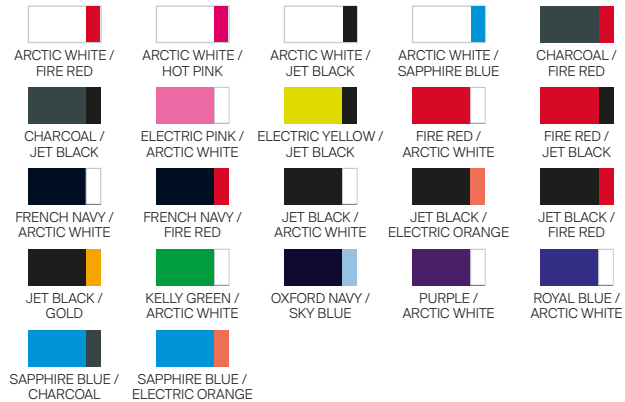 ARCTIC WHITE /
FIRE RED
ARCTIC WHITE /
HOT PINK
ARCTIC WHITE /
JET BLACK
ARCTIC WHITE /
SAPPHIRE BLUE
CHARCOAL /
FIRE RED
CHARCOAL /
JET BLACK
ELECTRIC PINK /
ARCTIC WHITE
ELECTRIC YELLOW /
JET BLACK
FIRE RED /
ARCTIC WHITE
FIRE RED /
JET BLACK
FRENCH NAVY /
ARCTIC WHITE
FRENCH NAVY /
FIRE RED
JET BLACK /
ARCTIC WHITE
JET BLACK /
ELECTRIC ORANGE
JET BLACK /
FIRE RED
JET BLACK /
GOLD
KELLY GREEN /
ARCTIC WHITE
OXFORD NAVY /
SKY BLUE
PURPLE /
ARCTIC WHITE
ROYAL BLUE /
ARCTIC WHITE
SAPPHIRE BLUE /
CHARCOAL
SAPPHIRE BLUE /
ELECTRIC ORANGE